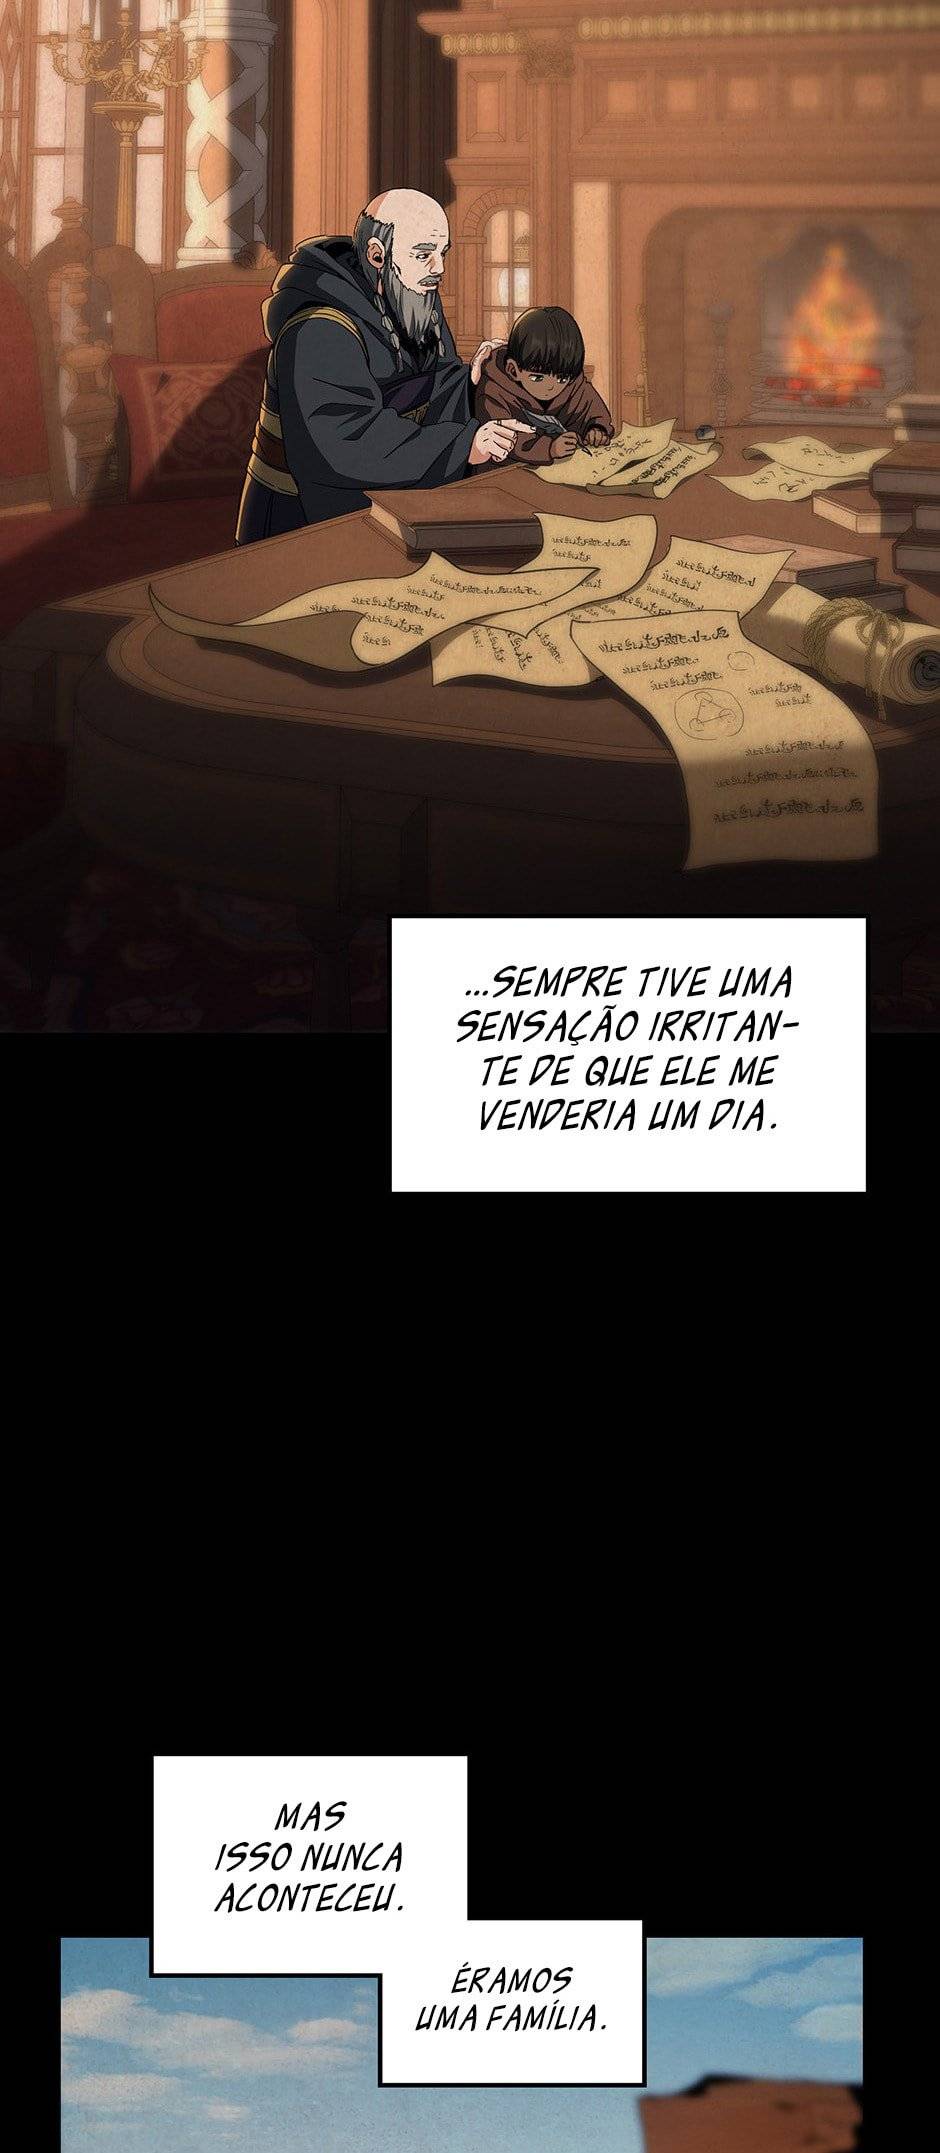 ...SEMPRE TIVE UMA
SENSAÇÃO IRRITAN-
TE DE QUE ELE ME
VENDERIA UM DIA.
MAS
ISSO NUNCA
ACONTECEU.
ÉRAMOS
UMA FAMÍLIA.